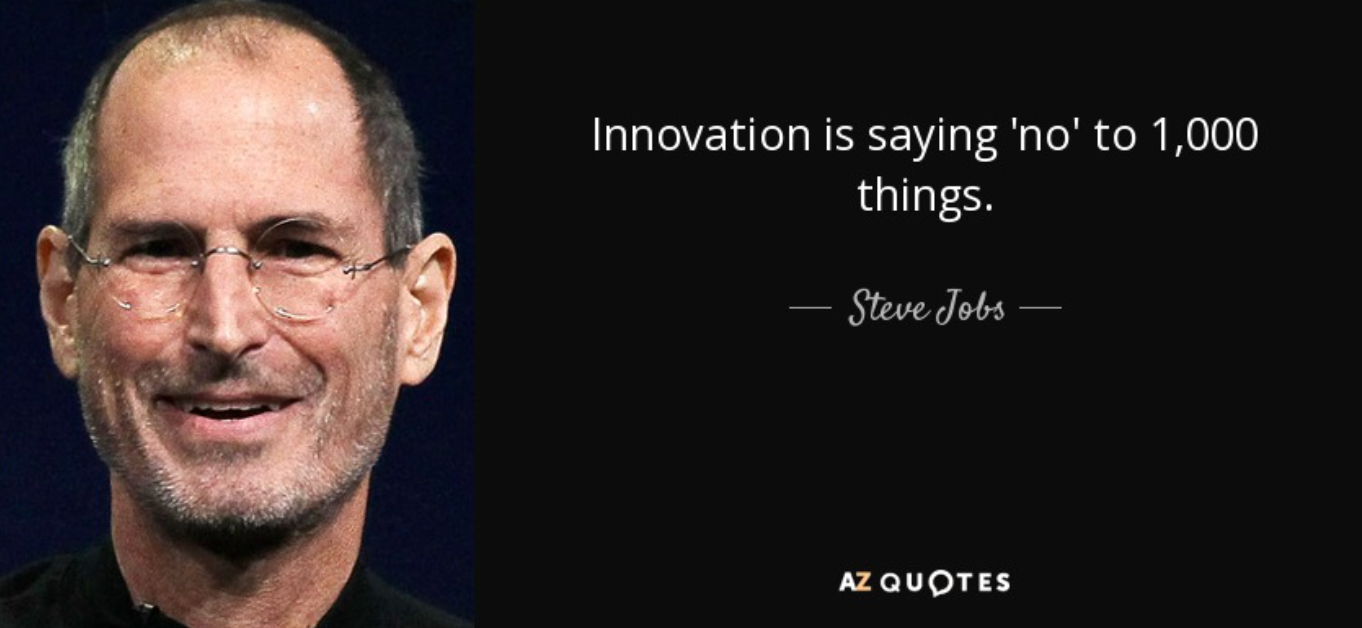 Innovation is saying 'no' to 1,000
things.
Steve Jobs
AZ QUOTES